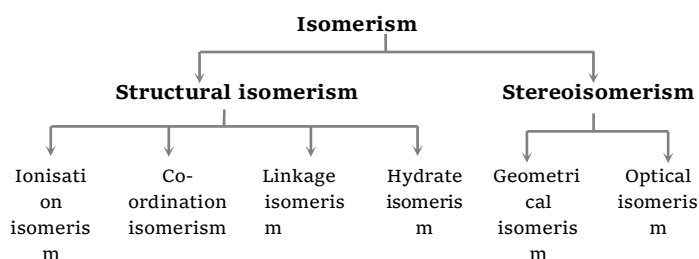 Isomerism
Structural isomerism
Stereoisomerism
Ionisati
on
isomeris
m
Co-
ordination
isomerism
Linkage
isomeris
m
Hydrate
isomeris
m
Geometri
cal
isomeris
m
Optical
isomeris
m